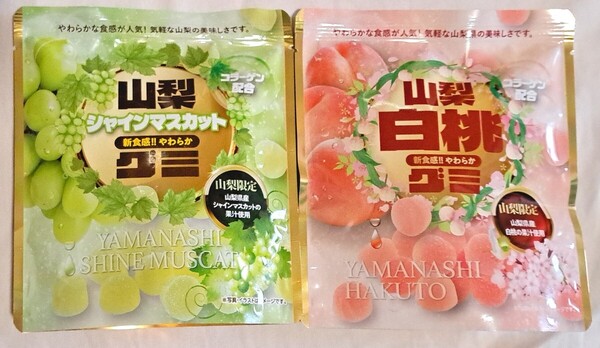 やわらかな食感が人気!気軽な山梨の美味しさです。
コラーゲン
配合
山梨
シャインマスカット
新食感!! やわらか
グミ
山梨限定
山梨県産
シャインマスカットの
果汁使用
YAMANASHI
SHINE MUSCAT
やわらかな食感が人気!気軽な山梨の美味しさです。
コラーゲン
配合
山梨
白桃
新食感!! やわらか
グミ
山梨限定
山梨県産
白桃の果汁使用
YAMANASHI
HAKUTO